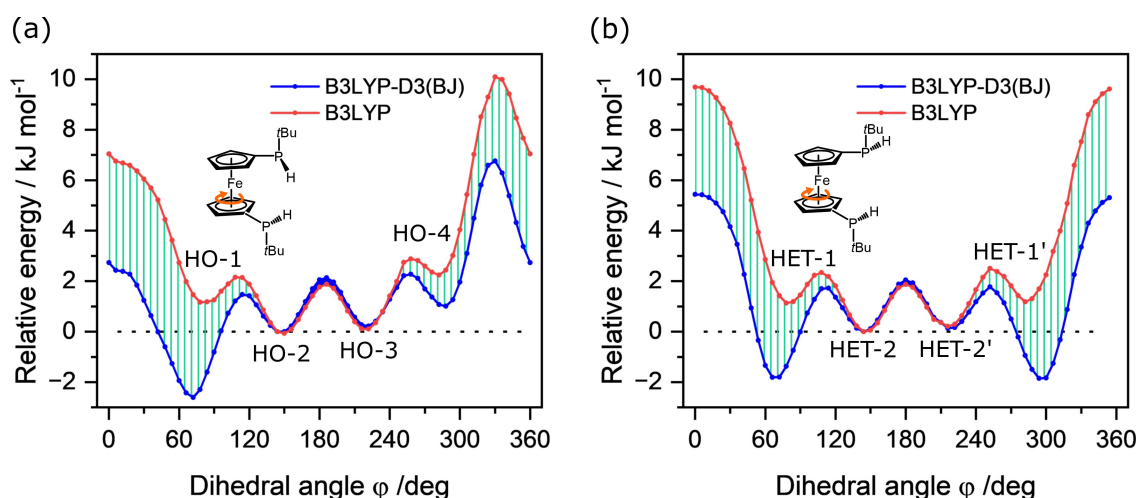 (a)
Relative energy / kJ mol⁻¹
10
8
6
4
2
0
−2
B3LYP-D3(BJ)
B3LYP
tBu
P
H
Fe
P
H
tBu
HO-1
HO-2
HO-3
HO-4
0 60 120 180 240 300 360
Dihedral angle φ /deg
(b)
Relative energy / kJ mol⁻¹
10
8
6
4
2
0
−2
B3LYP-D3(BJ)
B3LYP
tBu
P
H
Fe
P
H
tBu
HET-1
HET-2
HET-2'
HET-1'
0 60 120 180 240 300 360
Dihedral angle φ /deg